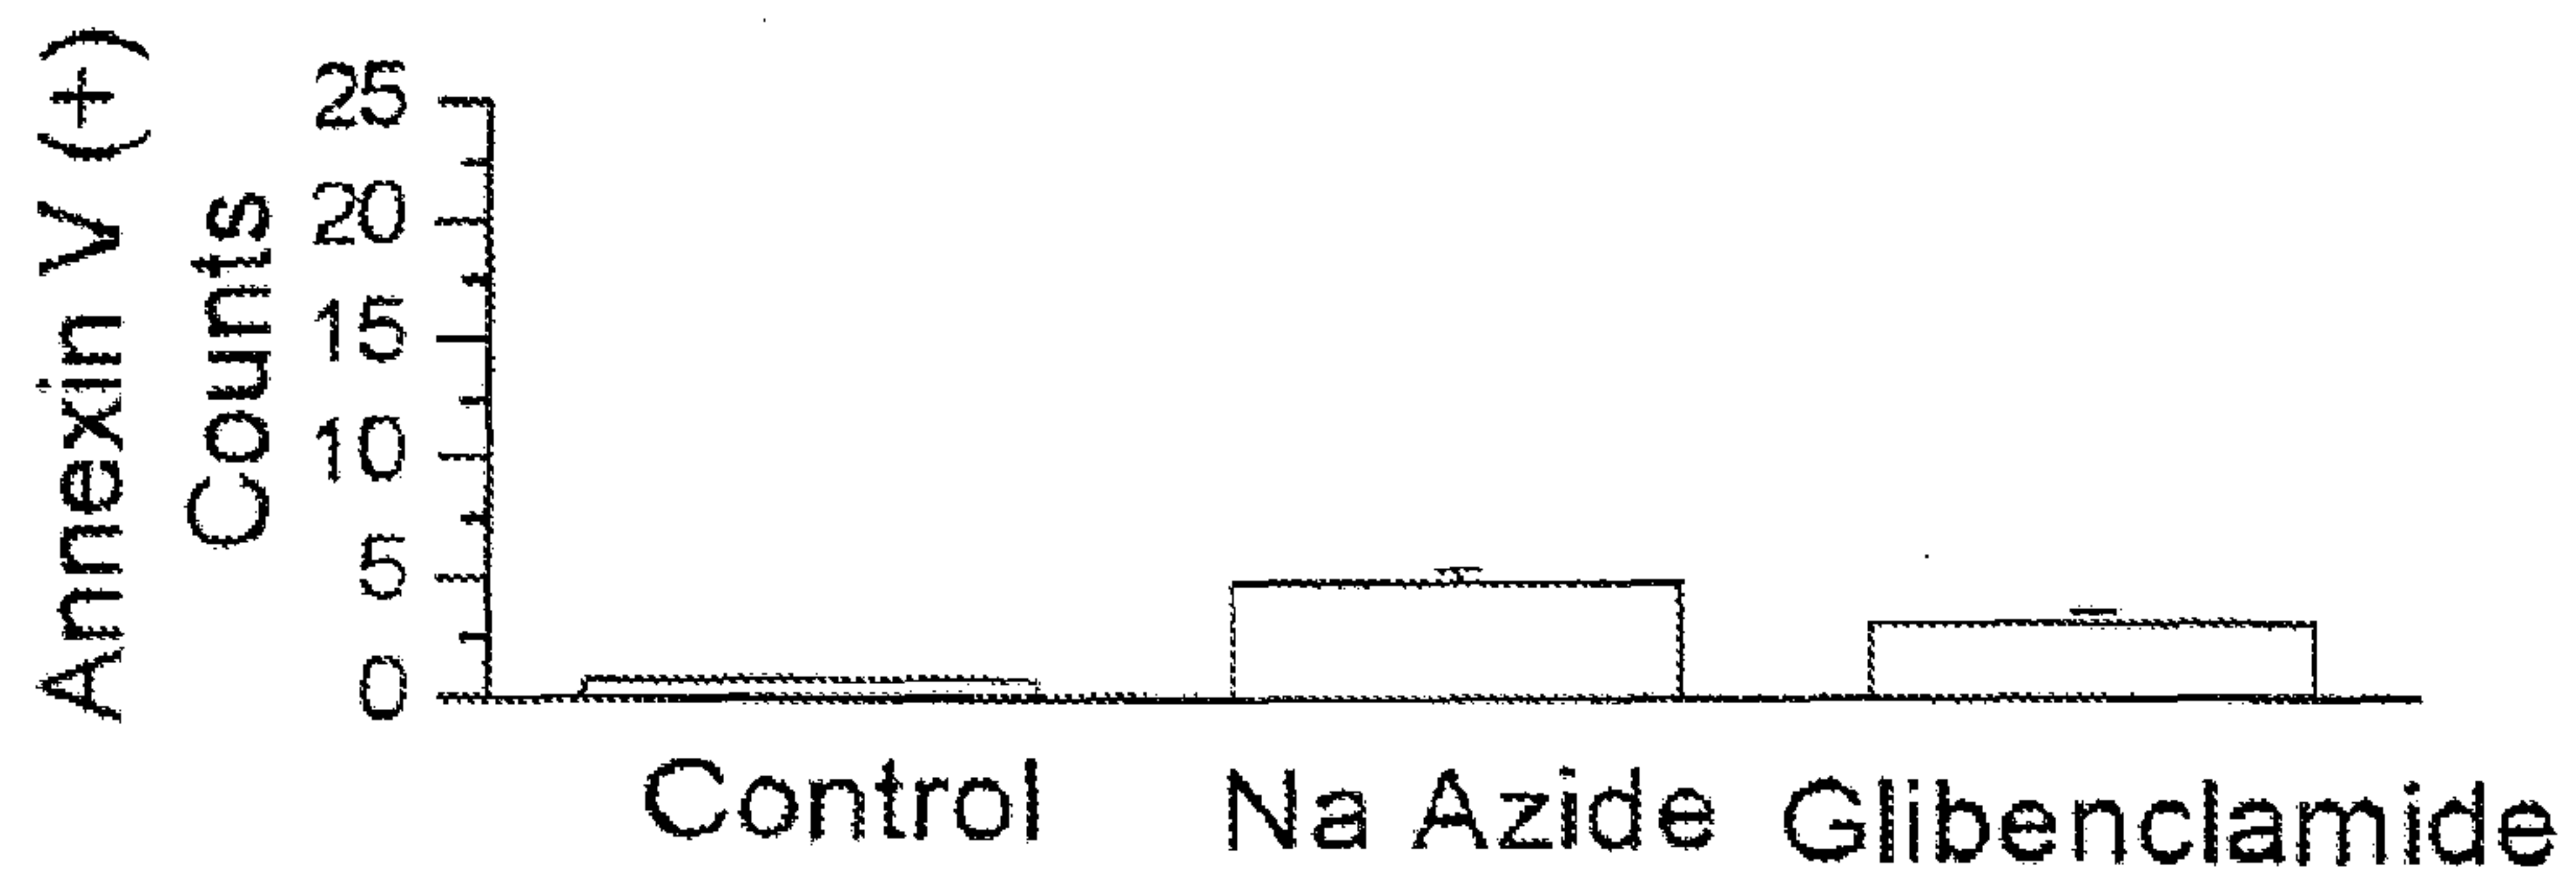 Annexin V (+)
Counts
25
20
15
10
5
0
Control
Na Azide
Glibenclamide